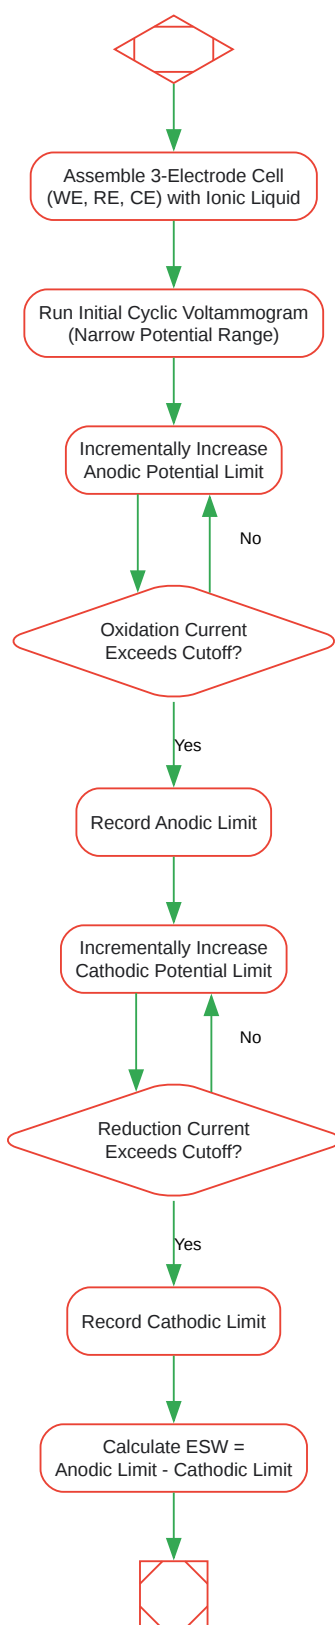 Assemble 3-Electrode Cell
(WE, RE, CE) with Ionic Liquid
Run Initial Cyclic Voltammogram
(Narrow Potential Range)
Incrementally Increase
Anodic Potential Limit
No
Oxidation Current
Exceeds Cutoff?
Yes
Record Anodic Limit
Incrementally Increase
Cathodic Potential Limit
No
Reduction Current
Exceeds Cutoff?
Yes
Record Cathodic Limit
Calculate ESW =
Anodic Limit - Cathodic Limit